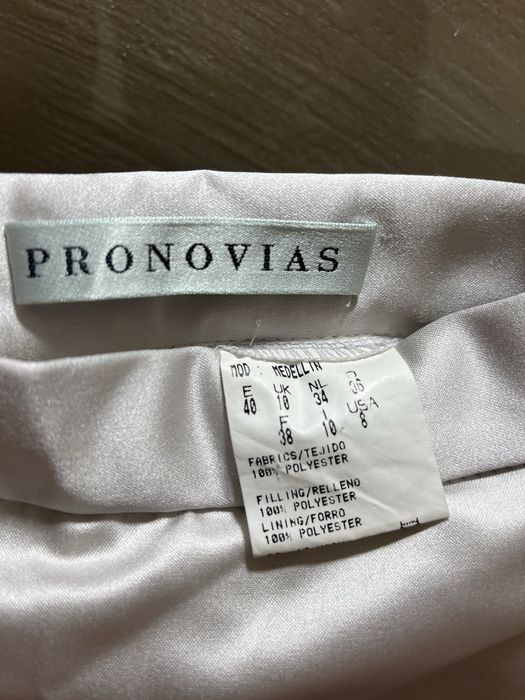 PRONOVIAS
MOD : MEDELLIN
E UK NL D
40 10 34 36
F I USA
38 10 8
FABRICS/TEJIDO
100% POLYESTER
FILLING/RELLENO
100% POLYESTER
LINING/FORRO
100% POLYESTER